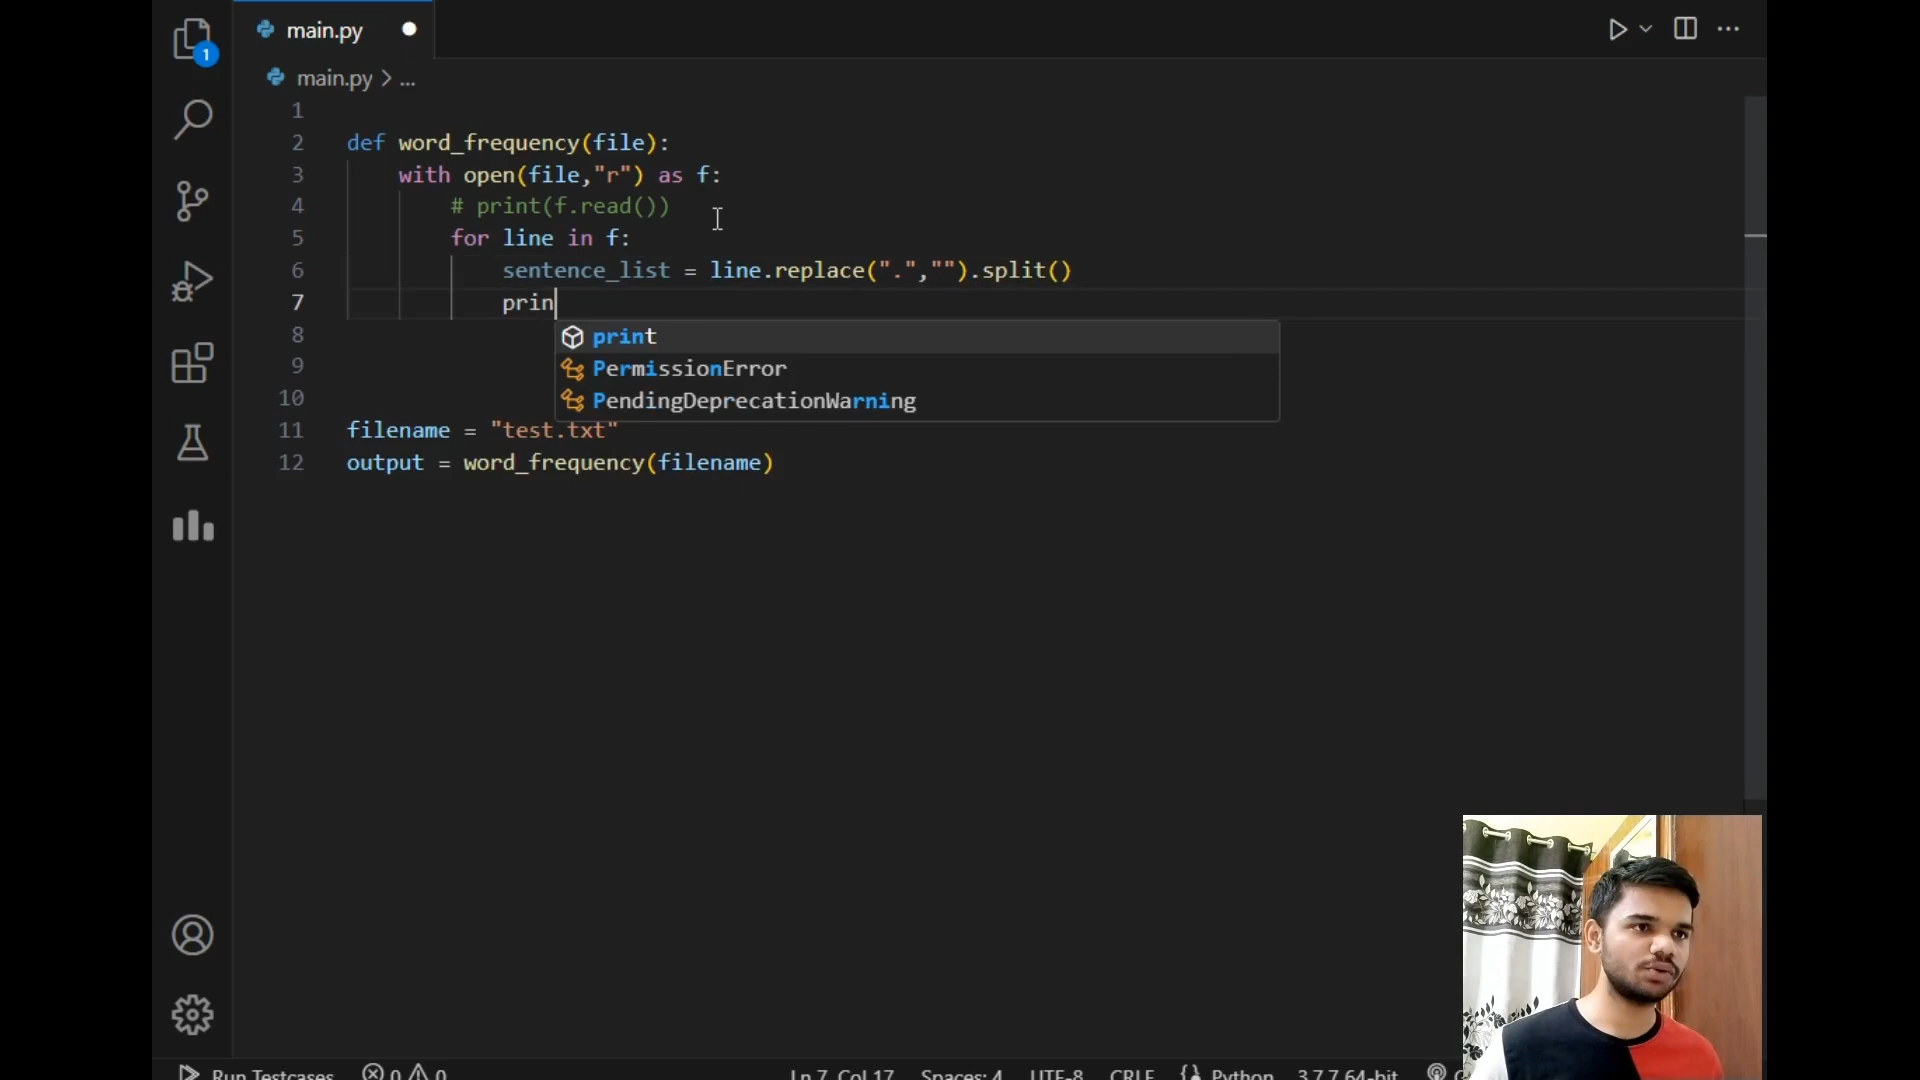 main.py
1
main.py > ...
1
2 def word_frequency(file):
3 with open(file,"r") as f:
4 # print(f.read())
5 for line in f:
6 sentence_list = line.replace(".","").split()
7 prin
8 print
9 PermissionError
10 PendingDeprecationWarning
11 filename = "test.txt"
12 output = word_frequency(filename)
Run Testcases 0 0 Ln 7, Col 17 Spaces: 4 UTF-8 CRLF Python 3.7.7 64-bit